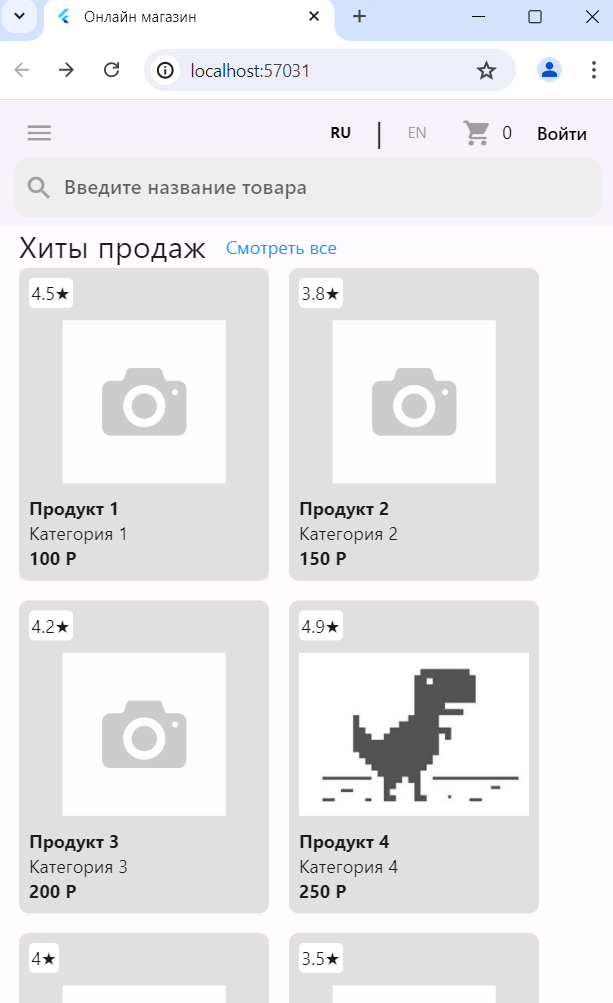 Онлайн магазин
localhost:57031
RU | EN 0 Войти
Введите название товара
Хиты продаж Смотреть все
4.5★ 3.8★
Продукт 1 Продукт 2
Категория 1 Категория 2
100 Р 150 Р
4.2★ 4.9★
Продукт 3 Продукт 4
Категория 3 Категория 4
200 Р 250 Р
4★ 3.5★